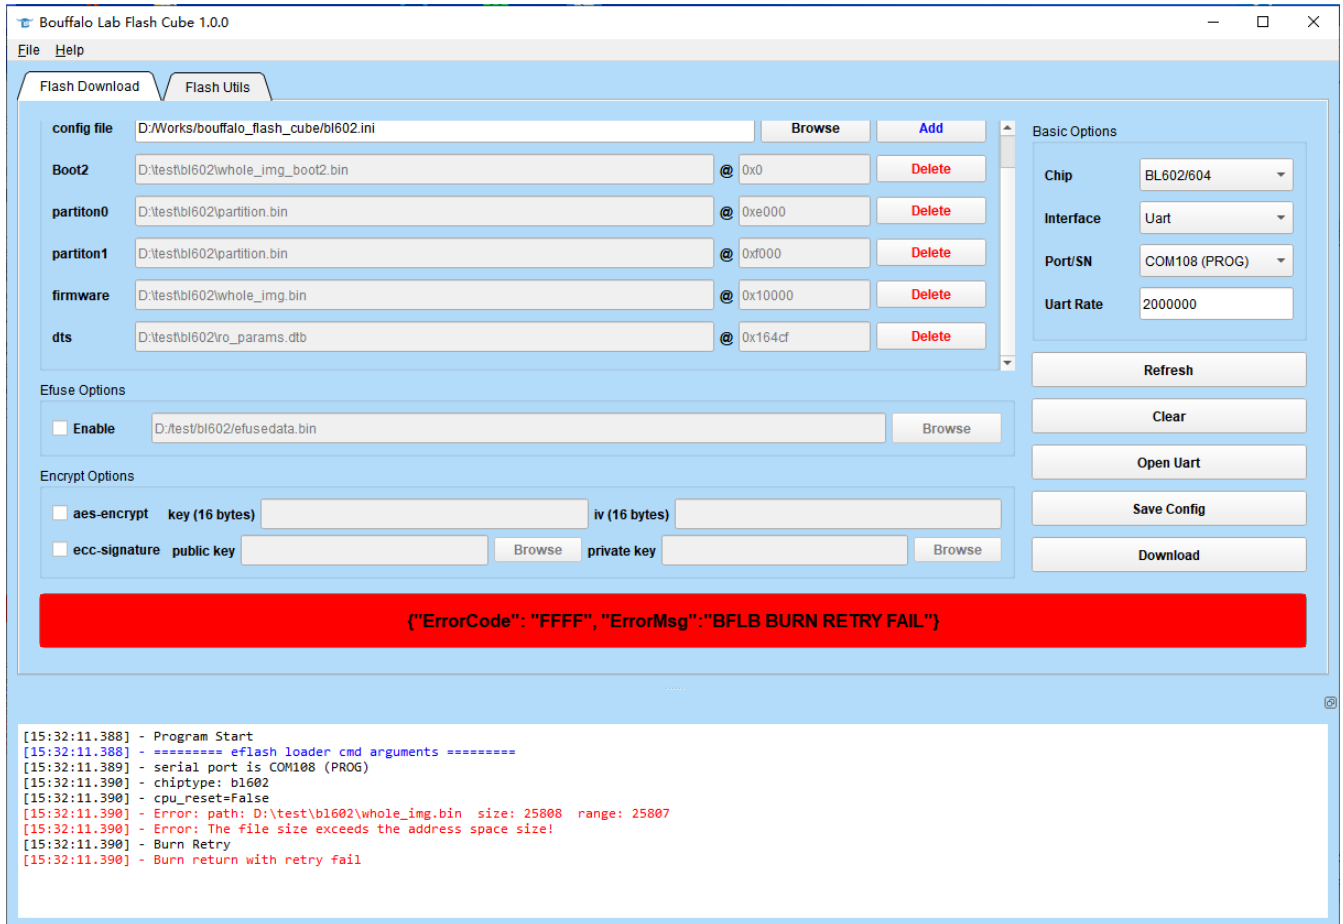 Bouffalo Lab Flash Cube 1.0.0
File Help
Flash Download Flash Utils
config file D:/Works/bouffalo_flash_cube/bl602.ini Browse Add
Boot2 D:\test\bl602\whole_img_boot2.bin @ 0x0 Delete
partiton0 D:\test\bl602\partition.bin @ 0xe000 Delete
partiton1 D:\test\bl602\partition.bin @ 0xf000 Delete
firmware D:\test\bl602\whole_img.bin @ 0x10000 Delete
dts D:\test\bl602\ro_params.dtb @ 0x164cf Delete
Basic Options
Chip BL602/604
Interface Uart
Port/SN COM108 (PROG)
Uart Rate 2000000
Refresh
Clear
Open Uart
Save Config
Download
Efuse Options
Enable D:/test/bl602/efusedata.bin Browse
Encrypt Options
aes-encrypt key (16 bytes) iv (16 bytes)
ecc-signature public key Browse private key Browse
{"ErrorCode": "FFFF", "ErrorMsg":"BFLB BURN RETRY FAIL"}
[15:32:11.388] - Program Start
[15:32:11.388] - ========= eflash loader cmd arguments =========
[15:32:11.389] - serial port is COM108 (PROG)
[15:32:11.390] - chiptype: bl602
[15:32:11.390] - cpu_reset=False
[15:32:11.390] - Error: path: D:\test\bl602\whole_img.bin  size: 25808  range: 25807
[15:32:11.390] - Error: The file size exceeds the address space size!
[15:32:11.390] - Burn Retry
[15:32:11.390] - Burn return with retry fail